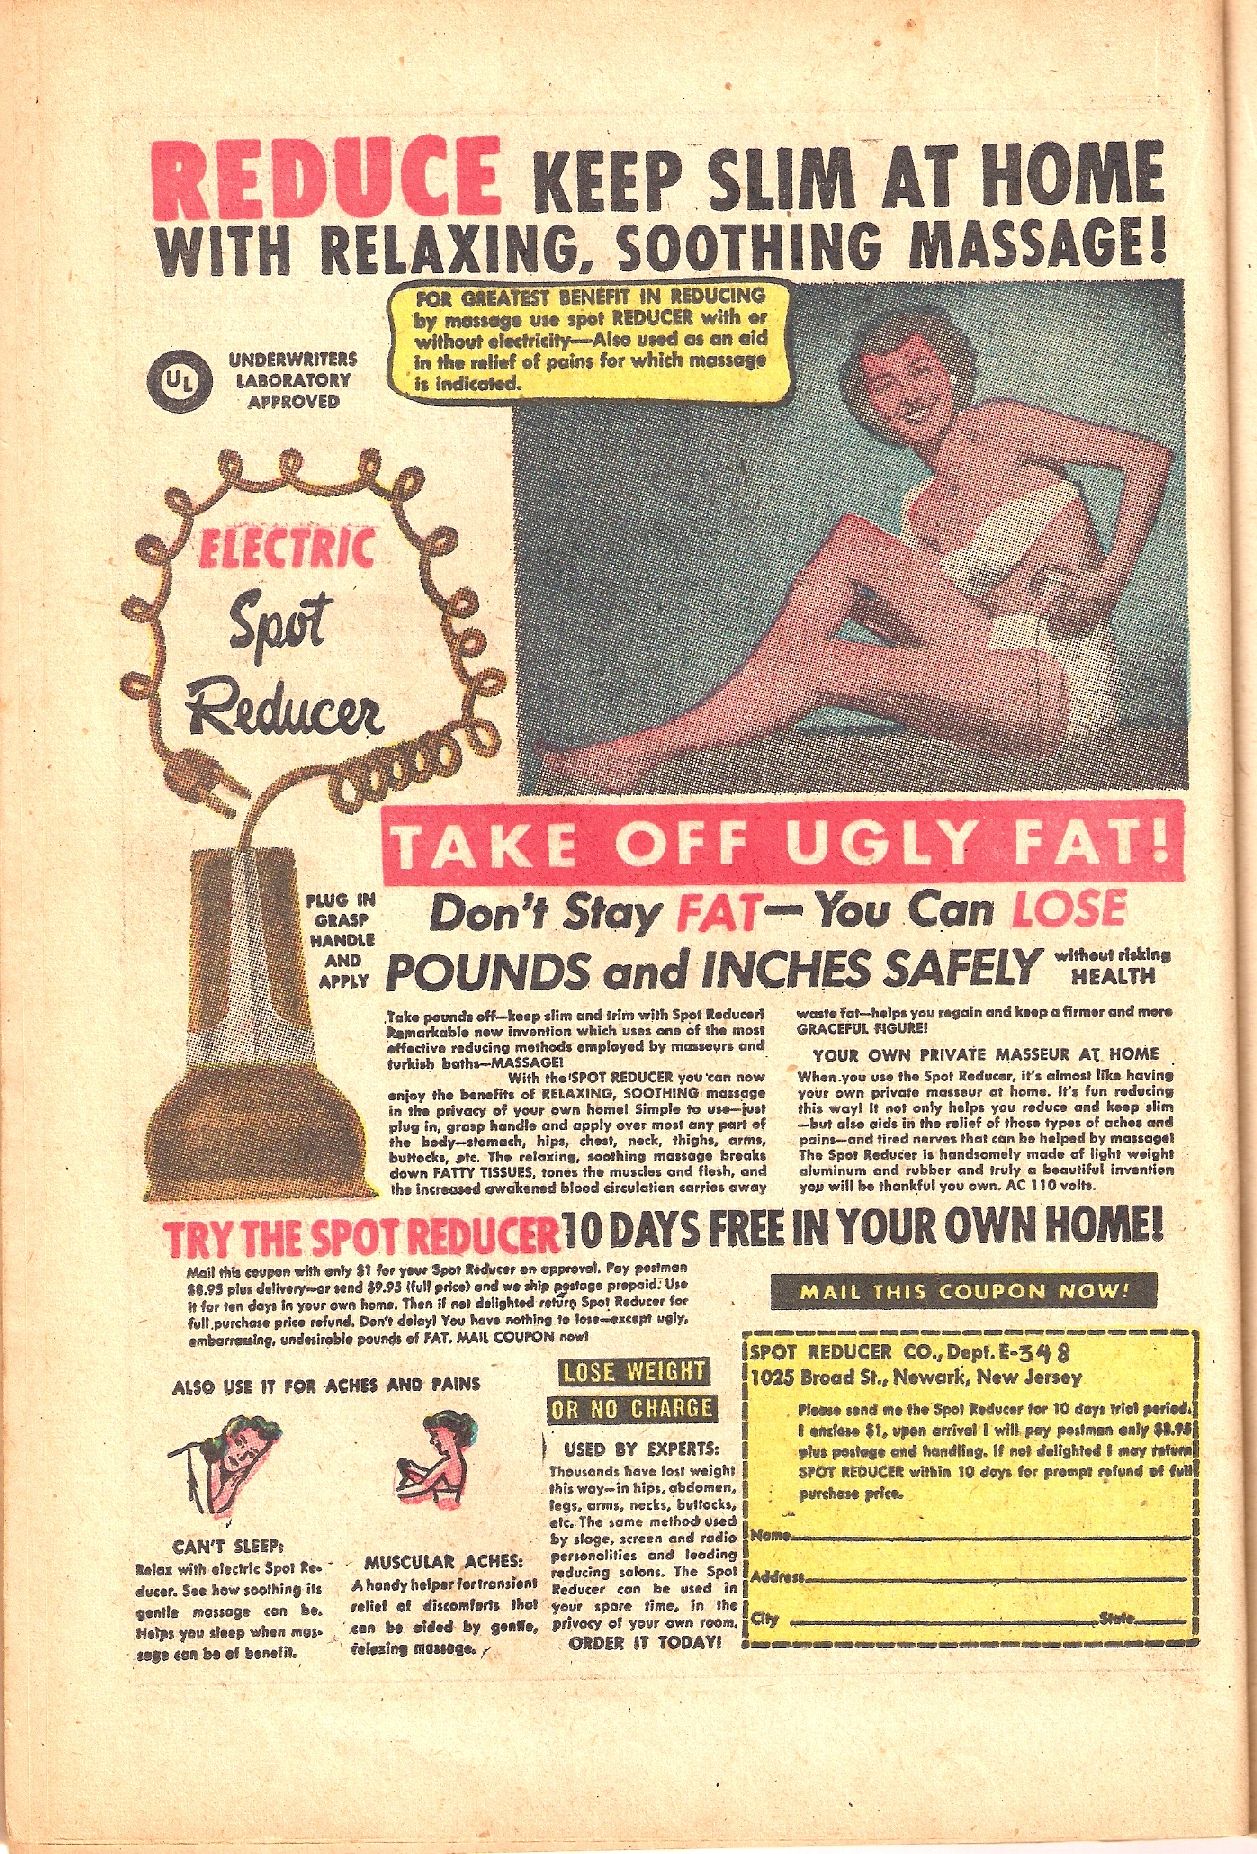 REDUCE KEEP SLIM AT HOME
WITH RELAXING, SOOTHING MASSAGE!
FOR GREATEST BENEFIT IN REDUCING
by massage use spot REDUCER with or
without electricity—Also used as an aid
in the relief of pains for which massage
is indicated.
UL
UNDERWRITERS
LABORATORY
APPROVED
ELECTRIC
Spot
Reducer
TAKE OFF UGLY FAT!
PLUG IN
GRASP
HANDLE
AND
APPLY
Don't Stay FAT— You Can LOSE
POUNDS and INCHES SAFELY without risking
HEALTH
Take pounds off—keep slim and trim with Spot Reducer!
Remarkable new invention which uses one of the most
effective reducing methods employed by masseurs and
turkish baths—MASSAGE!
With the SPOT REDUCER you can now
enjoy the benefits of RELAXING, SOOTHING massage
in the privacy of your own home! Simple to use—just
plug in, grasp handle and apply over most any part of
the body—stomach, hips, chest, neck, thighs, arms,
buttocks, etc. The relaxing, soothing massage breaks
down FATTY TISSUES, tones the muscles and flesh, and
the increased awakened blood circulation carries away
waste fat—helps you regain and keep a firmer and more
GRACEFUL FIGURE!
YOUR OWN PRIVATE MASSEUR AT HOME
When you use the Spot Reducer, it's almost like having
your own private masseur at home. It's fun reducing
this way! It not only helps you reduce and keep slim
—but also aids in the relief of those types of aches and
pains—and tired nerves that can be helped by massage!
The Spot Reducer is handsomely made of light weight
aluminum and rubber and truly a beautiful invention
you will be thankful you own. AC 110 volts.
TRY THE SPOT REDUCER 10 DAYS FREE IN YOUR OWN HOME!
Mail this coupon with only $1 for your Spot Reducer on approval. Pay postman
$8.95 plus delivery—or send $9.95 (full price) and we ship postage prepaid. Use
it for ten days in your own home. Then if not delighted return Spot Reducer for
full purchase price refund. Don't delay! You have nothing to lose—except ugly,
embarrassing, undesirable pounds of FAT. MAIL COUPON now!
ALSO USE IT FOR ACHES AND PAINS
CAN'T SLEEP:
Relax with electric Spot Re-
ducer. See how soothing its
gentle massage can be.
Helps you sleep when mas-
sage can be of benefit.
MUSCULAR ACHES:
A handy helper for transient
relief of discomforts that
can be aided by gentle,
relaxing massage.
LOSE WEIGHT
OR NO CHARGE
USED BY EXPERTS:
Thousands have lost weight
this way—in hips, abdomen,
legs, arms, necks, buttocks,
etc. The same method used
by stage, screen and radio
personalities and leading
reducing salons. The Spot
Reducer can be used in
your spare time, in the
privacy of your own room.
ORDER IT TODAY!
MAIL THIS COUPON NOW!
SPOT REDUCER CO., Dept. E-348
1025 Broad St., Newark, New Jersey
Please send me the Spot Reducer for 10 days trial period.
I enclose $1, upon arrival I will pay postman only $8.95
plus postage and handling. If not delighted I may return
SPOT REDUCER within 10 days for prompt refund of full
purchase price.
Name
Address
City State